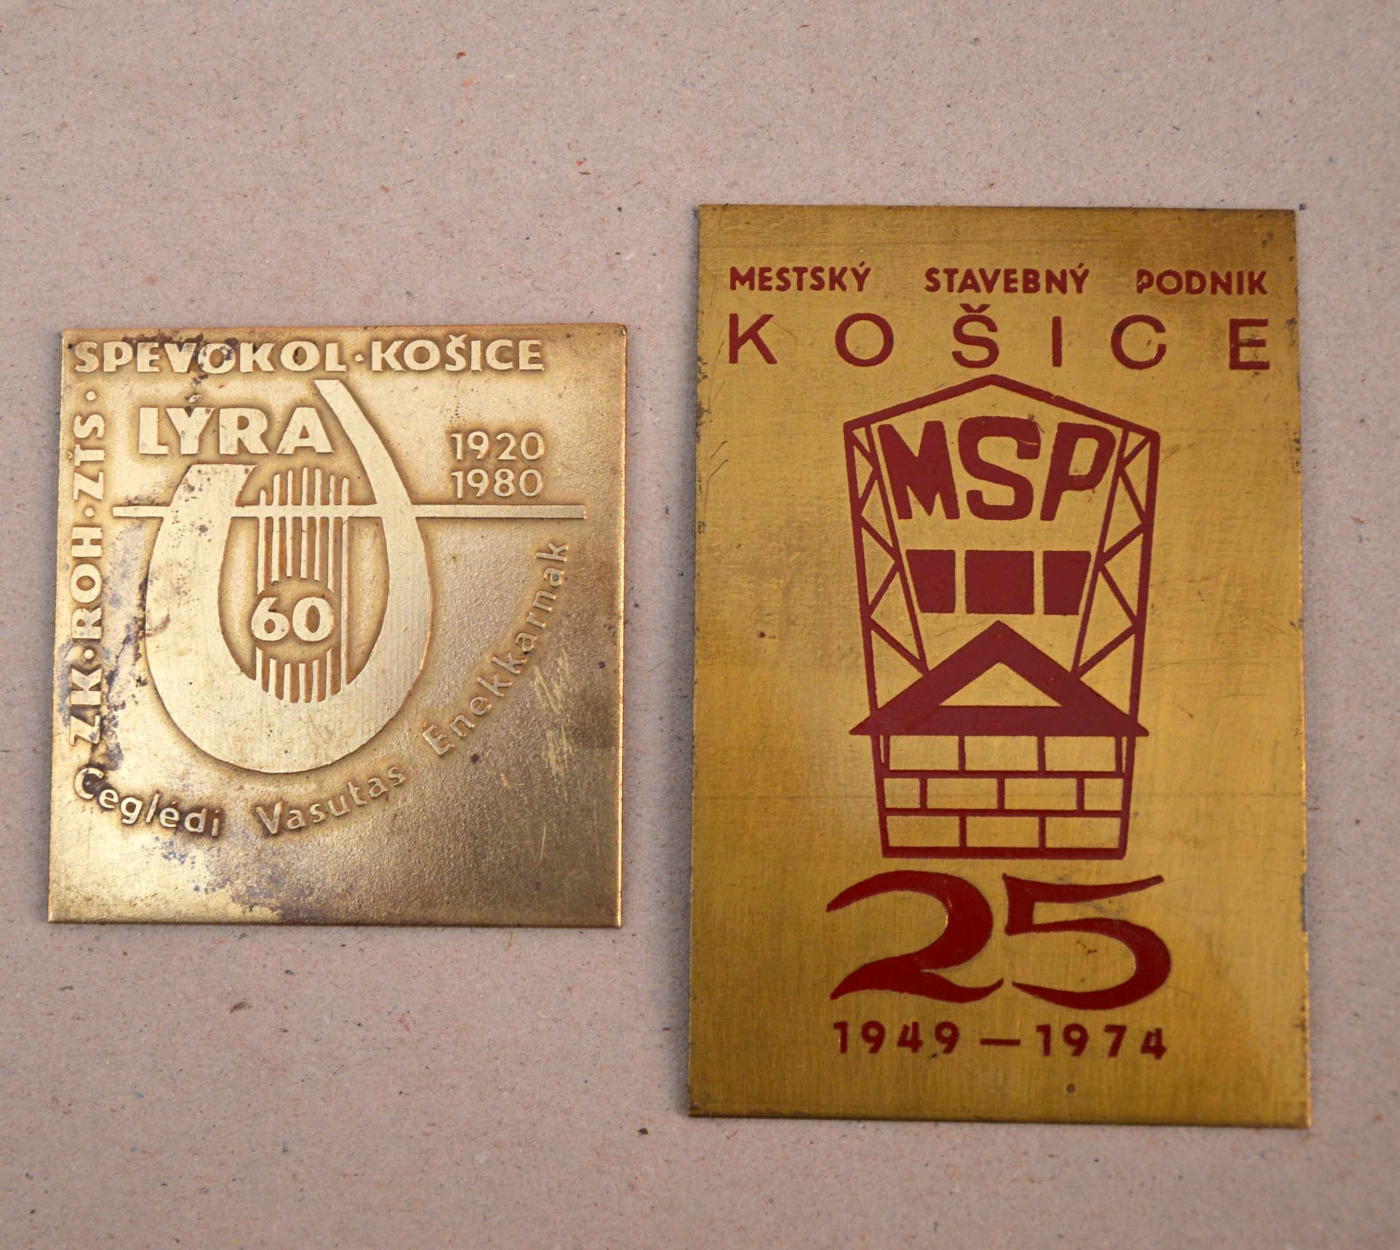 SPEVOKOL·KOŠICE
ZK·ROH·ZŤS·
LÝRA
1920
1980
60
Ceglédi Vasutas Énekkarnak
MESTSKÝ STAVEBNÝ PODNIK
KOŠICE
MSP
25
1949—1974